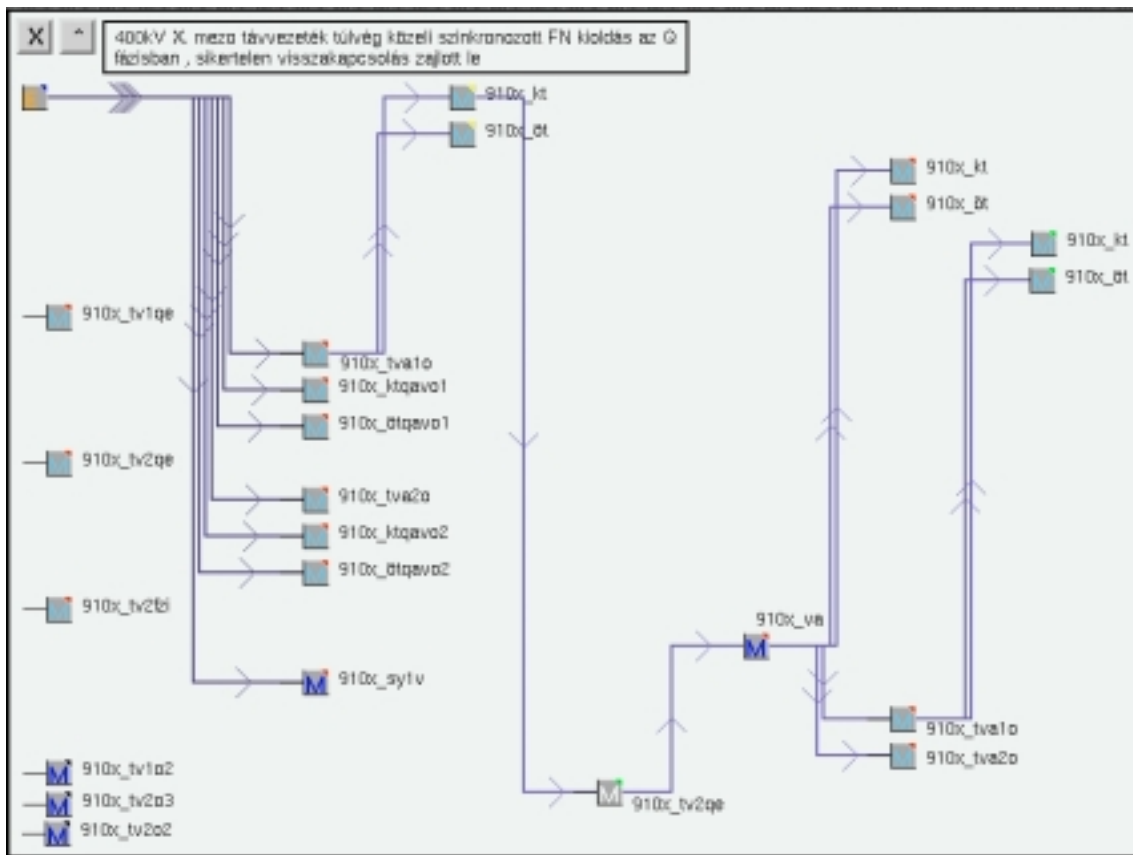 X
^
400kV X. mezo távvezeték túlvég közeli szinkronozott FN kioldás az Q
fázisban , sikertelen visszakapcsolás zajlott le
910x_kt
910x_öt
910x_kt
910x_öt
910x_kt
910x_öt
910x_tv1qe
910x_tva1o
910x_ktqavo1
910x_ötqavo1
910x_tv2qe
910x_tva2o
910x_ktqavo2
910x_ötqavo2
910x_tv2fzi
910x_va
M
910x_sy1v
M
910x_tva1o
910x_tva2o
M 910x_tv1o2
M 910x_tv2o3
M 910x_tv2o2
M
910x_tv2qe